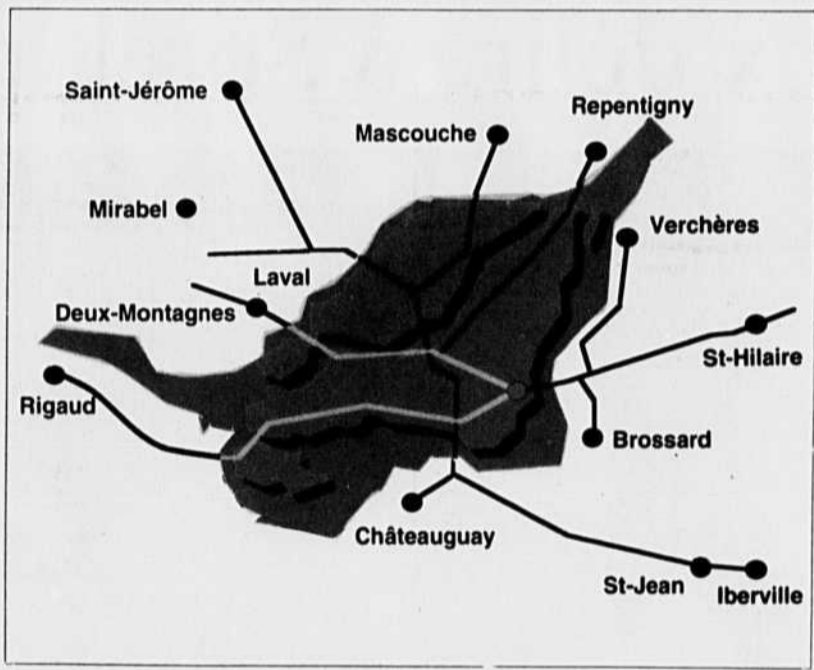 Saint-Jérôme
Repentigny
Mascouche
Mirabel
Verchères
Laval
Deux-Montagnes
St-Hilaire
Rigaud
Brossard
Châteauguay
St-Jean
Iberville